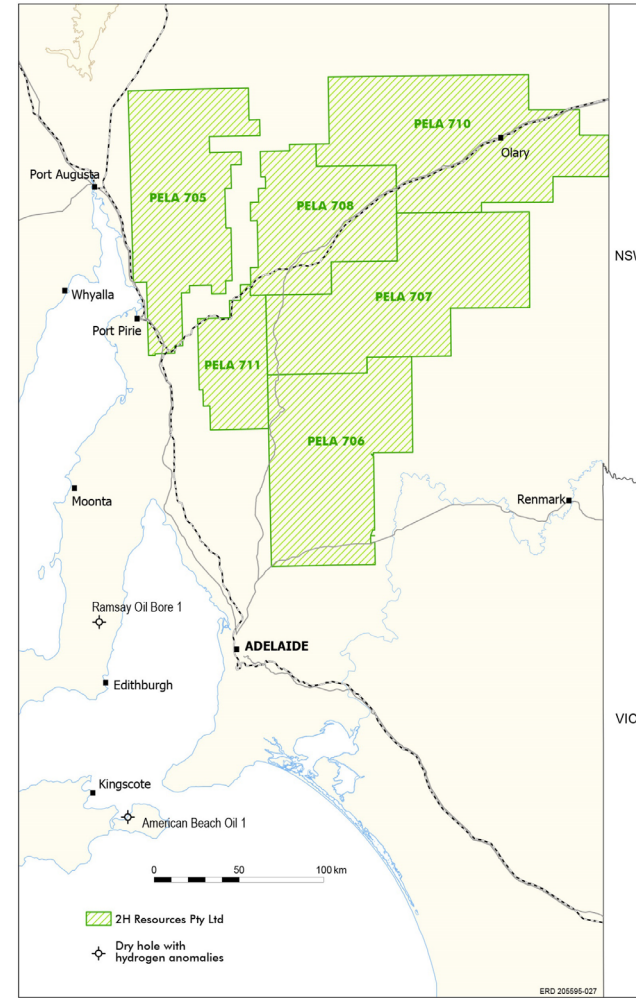 PELA 710
Olary
Port Augusta
PELA 705
PELA 708
NSW
Whyalla
PELA 707
Port Pirie
PELA 711
PELA 706
Renmark
Moonta
Ramsay Oil Bore 1
ADELAIDE
Edithburgh
VIC
Kingscote
American Beach Oil 1
0 50 100 km
2H Resources Pty Ltd
Dry hole with
hydrogen anomalies
ERD 205595-027